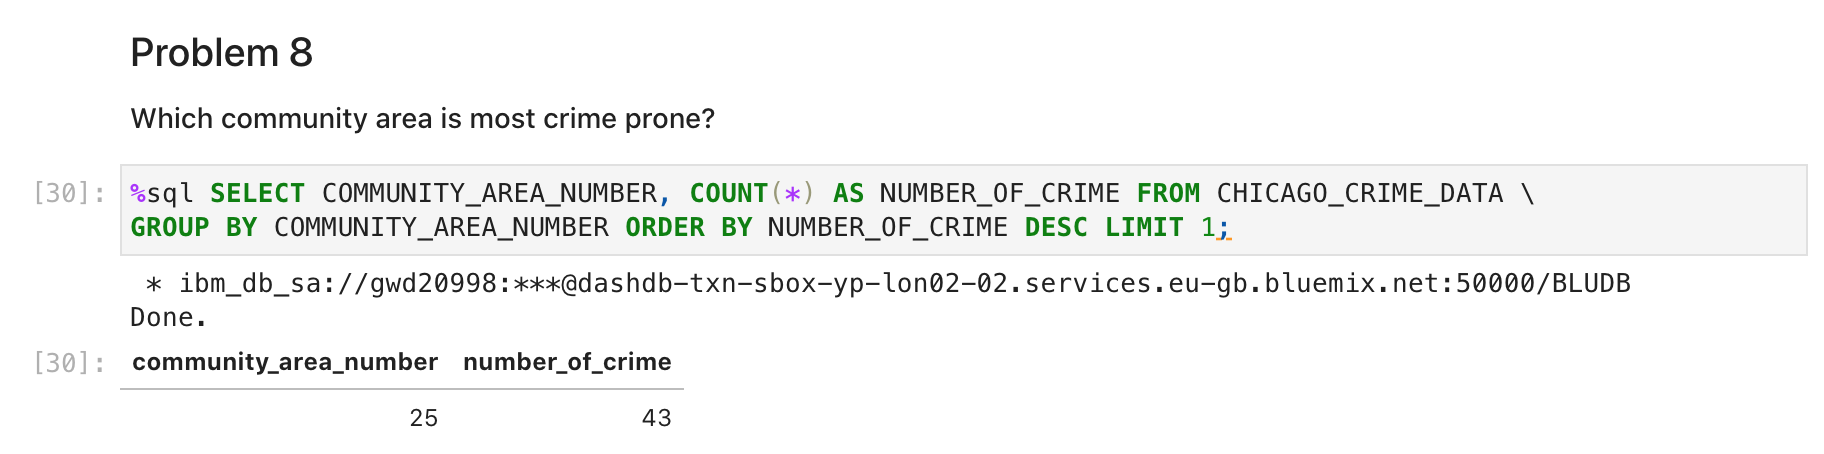 Problem 8
Which community area is most crime prone?
[30]: %sql SELECT COMMUNITY_AREA_NUMBER, COUNT(*) AS NUMBER_OF_CRIME FROM CHICAGO_CRIME_DATA \
GROUP BY COMMUNITY_AREA_NUMBER ORDER BY NUMBER_OF_CRIME DESC LIMIT 1;
* ibm_db_sa://gwd20998:***@dashdb-txn-sbox-yp-lon02-02.services.eu-gb.bluemix.net:50000/BLUDB
Done.
[30]: community_area_number number_of_crime
25 43